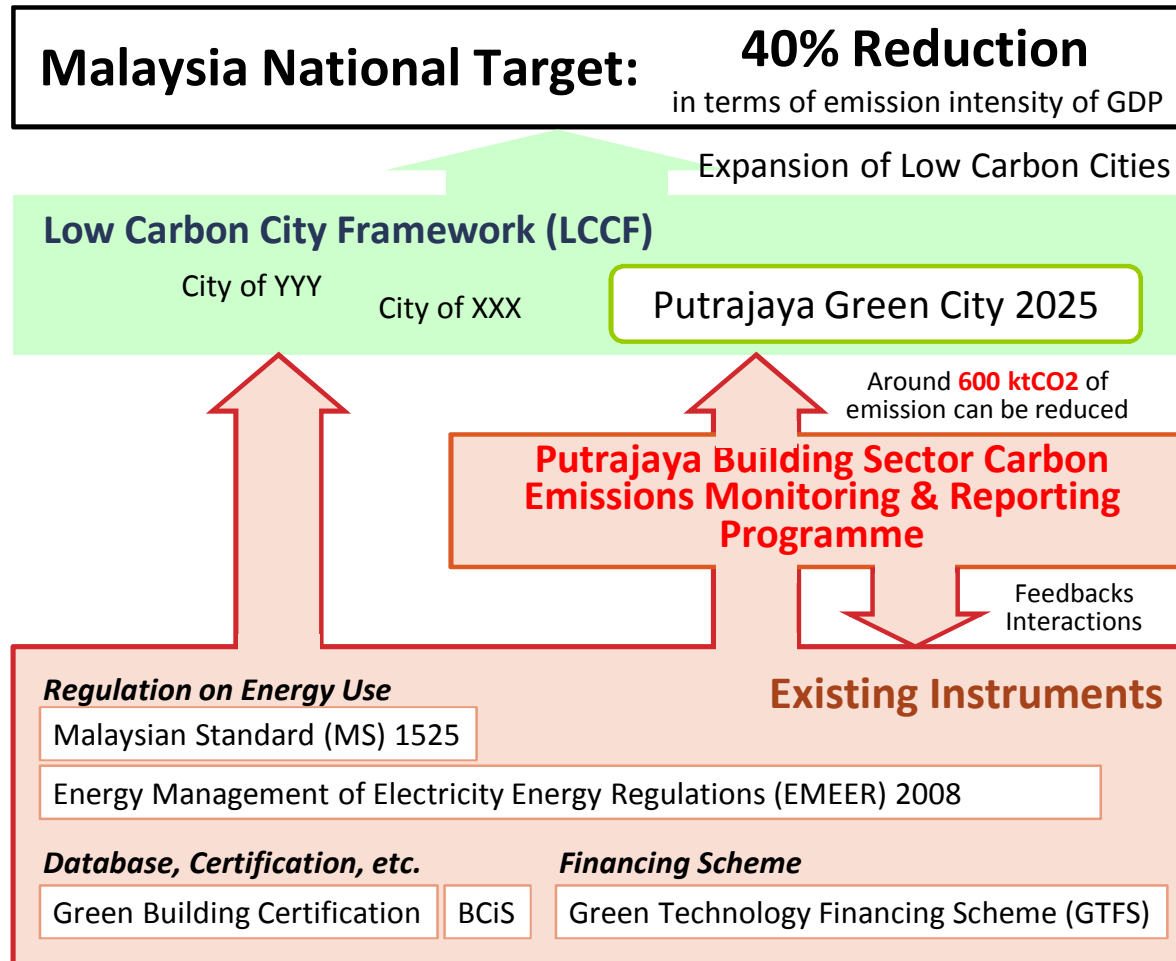 Malaysia National Target:
40% Reduction
in terms of emission intensity of GDP
Expansion of Low Carbon Cities
Low Carbon City Framework (LCCF)
City of YYY
City of XXX
Putrajaya Green City 2025
Around 600 ktCO2 of
emission can be reduced
Putrajaya Building Sector Carbon
Emissions Monitoring & Reporting
Programme
Feedbacks
Interactions
Existing Instruments
Regulation on Energy Use
Malaysian Standard (MS) 1525
Energy Management of Electricity Energy Regulations (EMEER) 2008
Database, Certification, etc.
Green Building Certification
BCiS
Financing Scheme
Green Technology Financing Scheme (GTFS)